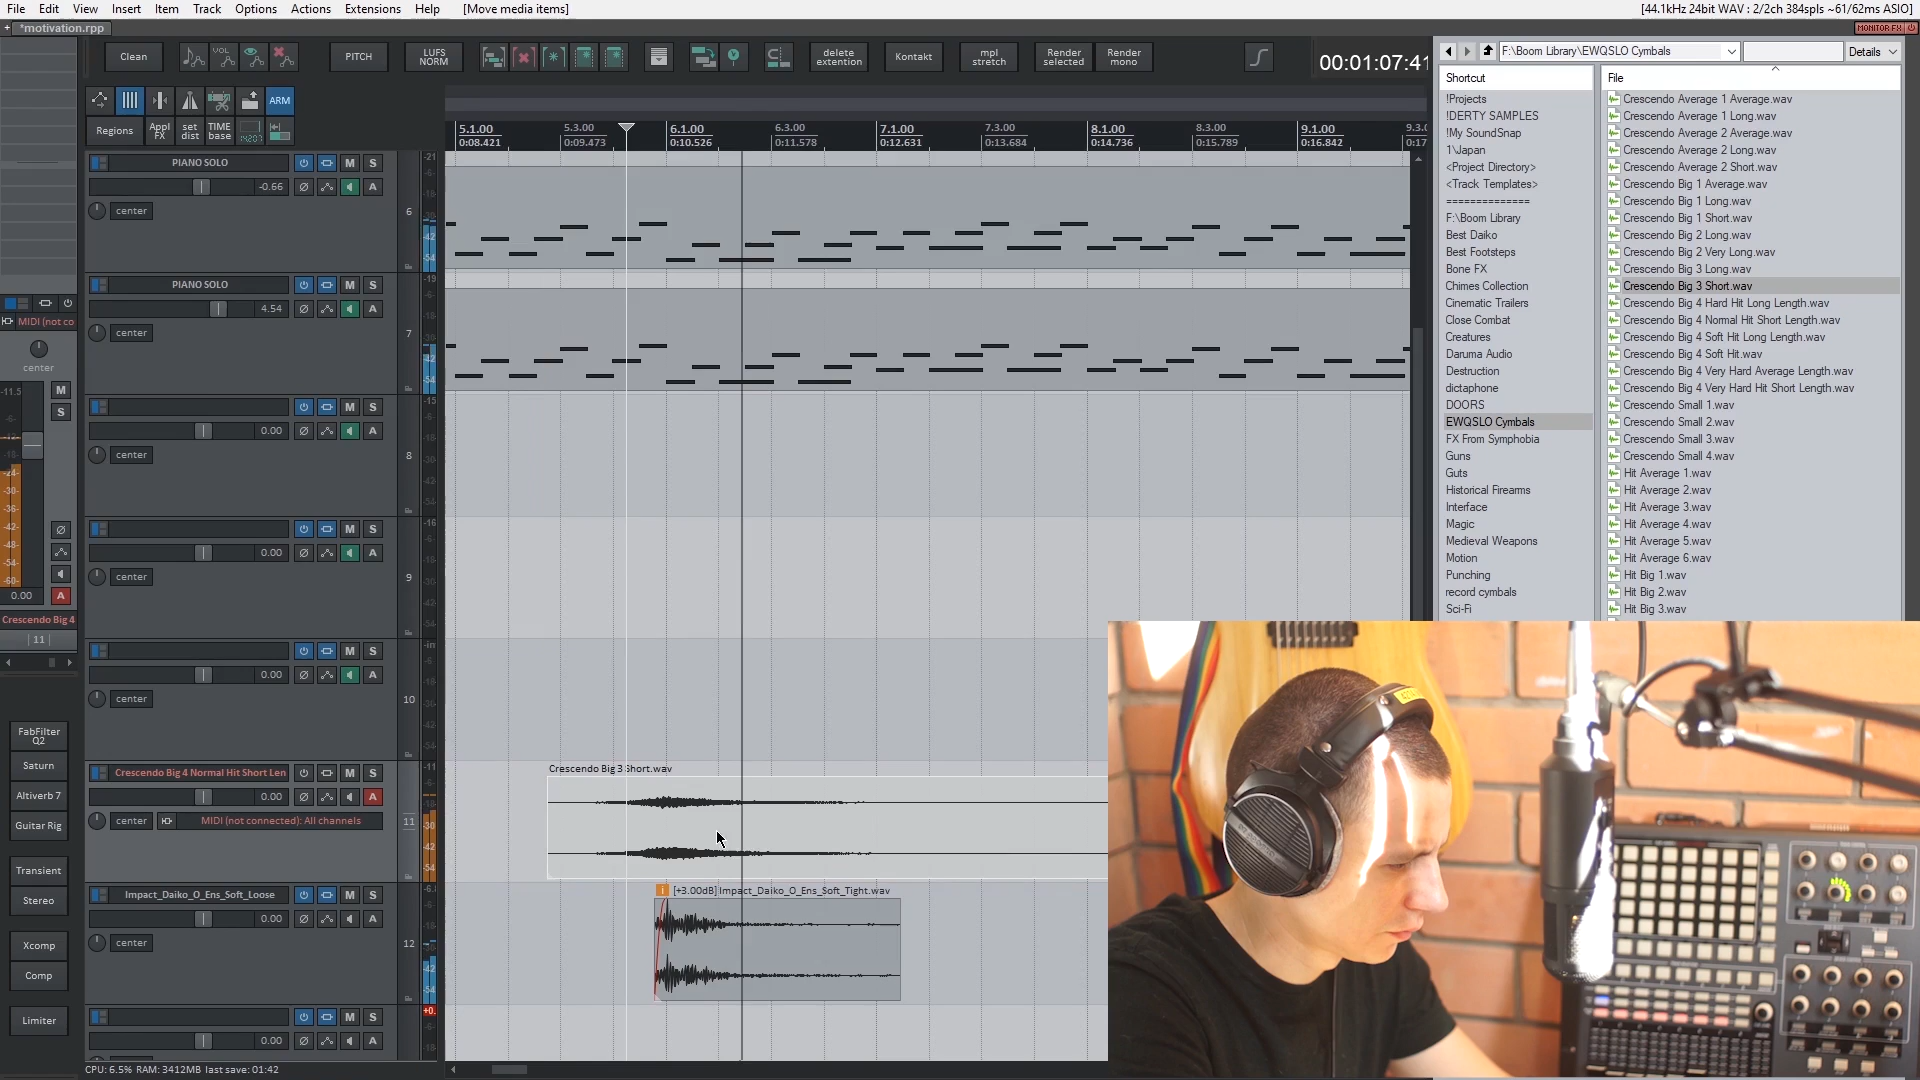 File Edit View Insert Item Track Options Actions Extensions Help [Move media items] [44.1kHz 24bit WAV : 2/2ch 384spls ~61/62ms ASIO]
*motivation.rpp
MONITOR FX
Clean
VOL
PITCH
LUFS NORM
delete extention
Kontakt
mpl stretch
Render selected
Render mono
00:01:07:41
F:\Boom Library\EWQSLO Cymbals
Details
ARM
Regions
Appl FX
set dist
TIME base
5.1.00 5.3.00 6.1.00 6.3.00 7.1.00 7.3.00 8.1.00 8.3.00 9.1.00
0:08.421 0:09.473 0:10.526 0:11.578 0:12.631 0:13.684 0:14.736 0:15.789 0:16.842
PIANO SOLO M S
-0.66 A
center
6
PIANO SOLO M S
4.54 A
center
7
M S
0.00 A
center
8
M S
0.00 A
center
9
M S
0.00 A
center
10
Crescendo Big 4 Normal Hit Short Len M S
0.00 A
center MIDI (not connected): All channels
11
Impact_Daiko_O_Ens_Soft_Loose M S
0.00 A
center
12
M S
0.00 A
Crescendo Big 3 Short.wav
[+3.00dB] Impact_Daiko_O_Ens_Soft_Tight.wav
MIDI (not co
center
-11.5
M
S
0.00
A
Crescendo Big 4
11
FabFilter Q2
Saturn
Altiverb 7
Guitar Rig
Transient
Stereo
Xcomp
Comp
Limiter
CPU: 6.5% RAM: 3412MB last save: 01:42
Shortcut
!Projects
!DERTY SAMPLES
!My SoundSnap
1\Japan
<Project Directory>
<Track Templates>
==============
F:\Boom Library
Best Daiko
Best Footsteps
Bone FX
Chimes Collection
Cinematic Trailers
Close Combat
Creatures
Daruma Audio
Destruction
dictaphone
DOORS
EWQSLO Cymbals
FX From Symphobia
Guns
Guts
Historical Firearms
Interface
Magic
Medieval Weapons
Motion
Punching
record cymbals
Sci-Fi
File
Crescendo Average 1 Average.wav
Crescendo Average 1 Long.wav
Crescendo Average 2 Average.wav
Crescendo Average 2 Long.wav
Crescendo Average 2 Short.wav
Crescendo Big 1 Average.wav
Crescendo Big 1 Long.wav
Crescendo Big 1 Short.wav
Crescendo Big 2 Long.wav
Crescendo Big 2 Very Long.wav
Crescendo Big 3 Long.wav
Crescendo Big 3 Short.wav
Crescendo Big 4 Hard Hit Long Length.wav
Crescendo Big 4 Normal Hit Short Length.wav
Crescendo Big 4 Soft Hit Long Length.wav
Crescendo Big 4 Soft Hit.wav
Crescendo Big 4 Very Hard Average Length.wav
Crescendo Big 4 Very Hard Hit Short Length.wav
Crescendo Small 1.wav
Crescendo Small 2.wav
Crescendo Small 3.wav
Crescendo Small 4.wav
Hit Average 1.wav
Hit Average 2.wav
Hit Average 3.wav
Hit Average 4.wav
Hit Average 5.wav
Hit Average 6.wav
Hit Big 1.wav
Hit Big 2.wav
Hit Big 3.wav